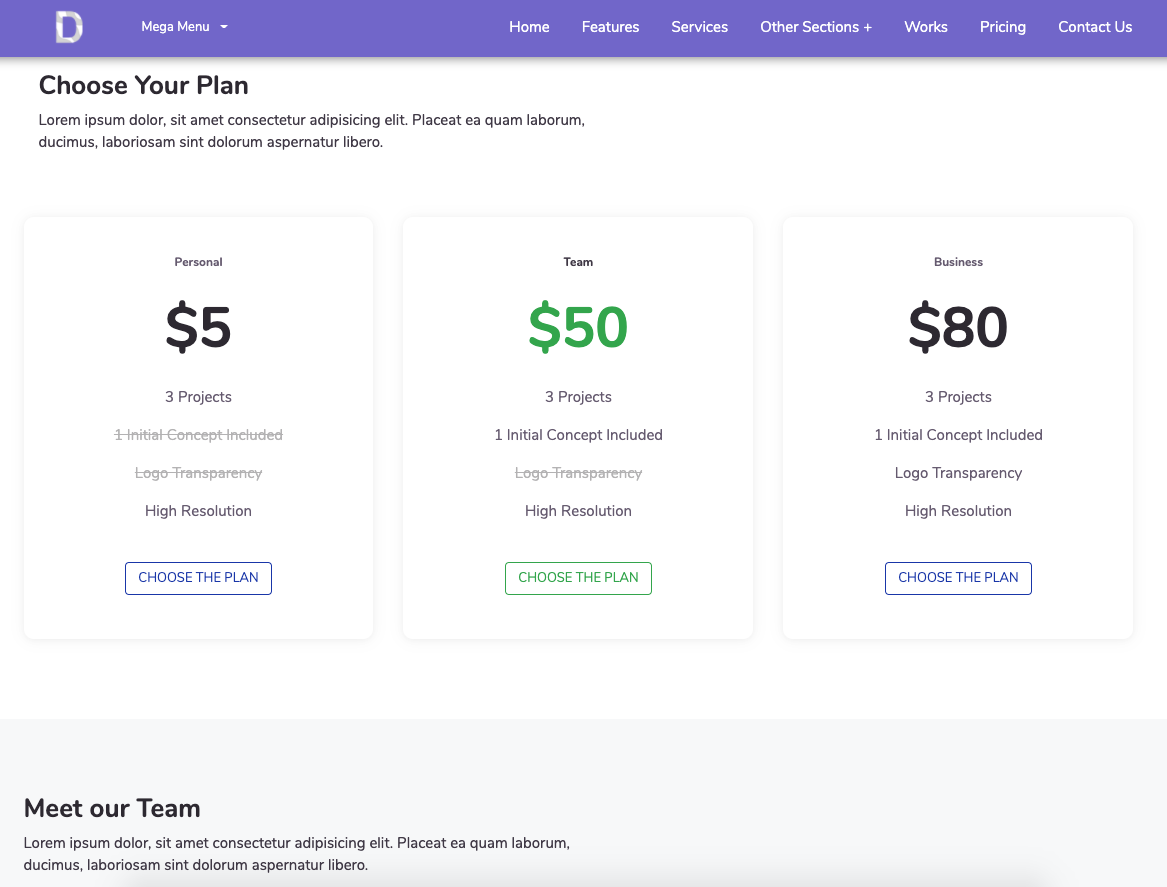 D
Mega Menu
Home Features Services Other Sections + Works Pricing Contact Us
Choose Your Plan
Lorem ipsum dolor, sit amet consectetur adipisicing elit. Placeat ea quam laborum,
ducimus, laboriosam sint dolorum aspernatur libero.
Personal
$5
3 Projects
1 Initial Concept Included
Logo Transparency
High Resolution
CHOOSE THE PLAN
Team
$50
3 Projects
1 Initial Concept Included
Logo Transparency
High Resolution
CHOOSE THE PLAN
Business
$80
3 Projects
1 Initial Concept Included
Logo Transparency
High Resolution
CHOOSE THE PLAN
Meet our Team
Lorem ipsum dolor, sit amet consectetur adipisicing elit. Placeat ea quam laborum,
ducimus, laboriosam sint dolorum aspernatur libero.